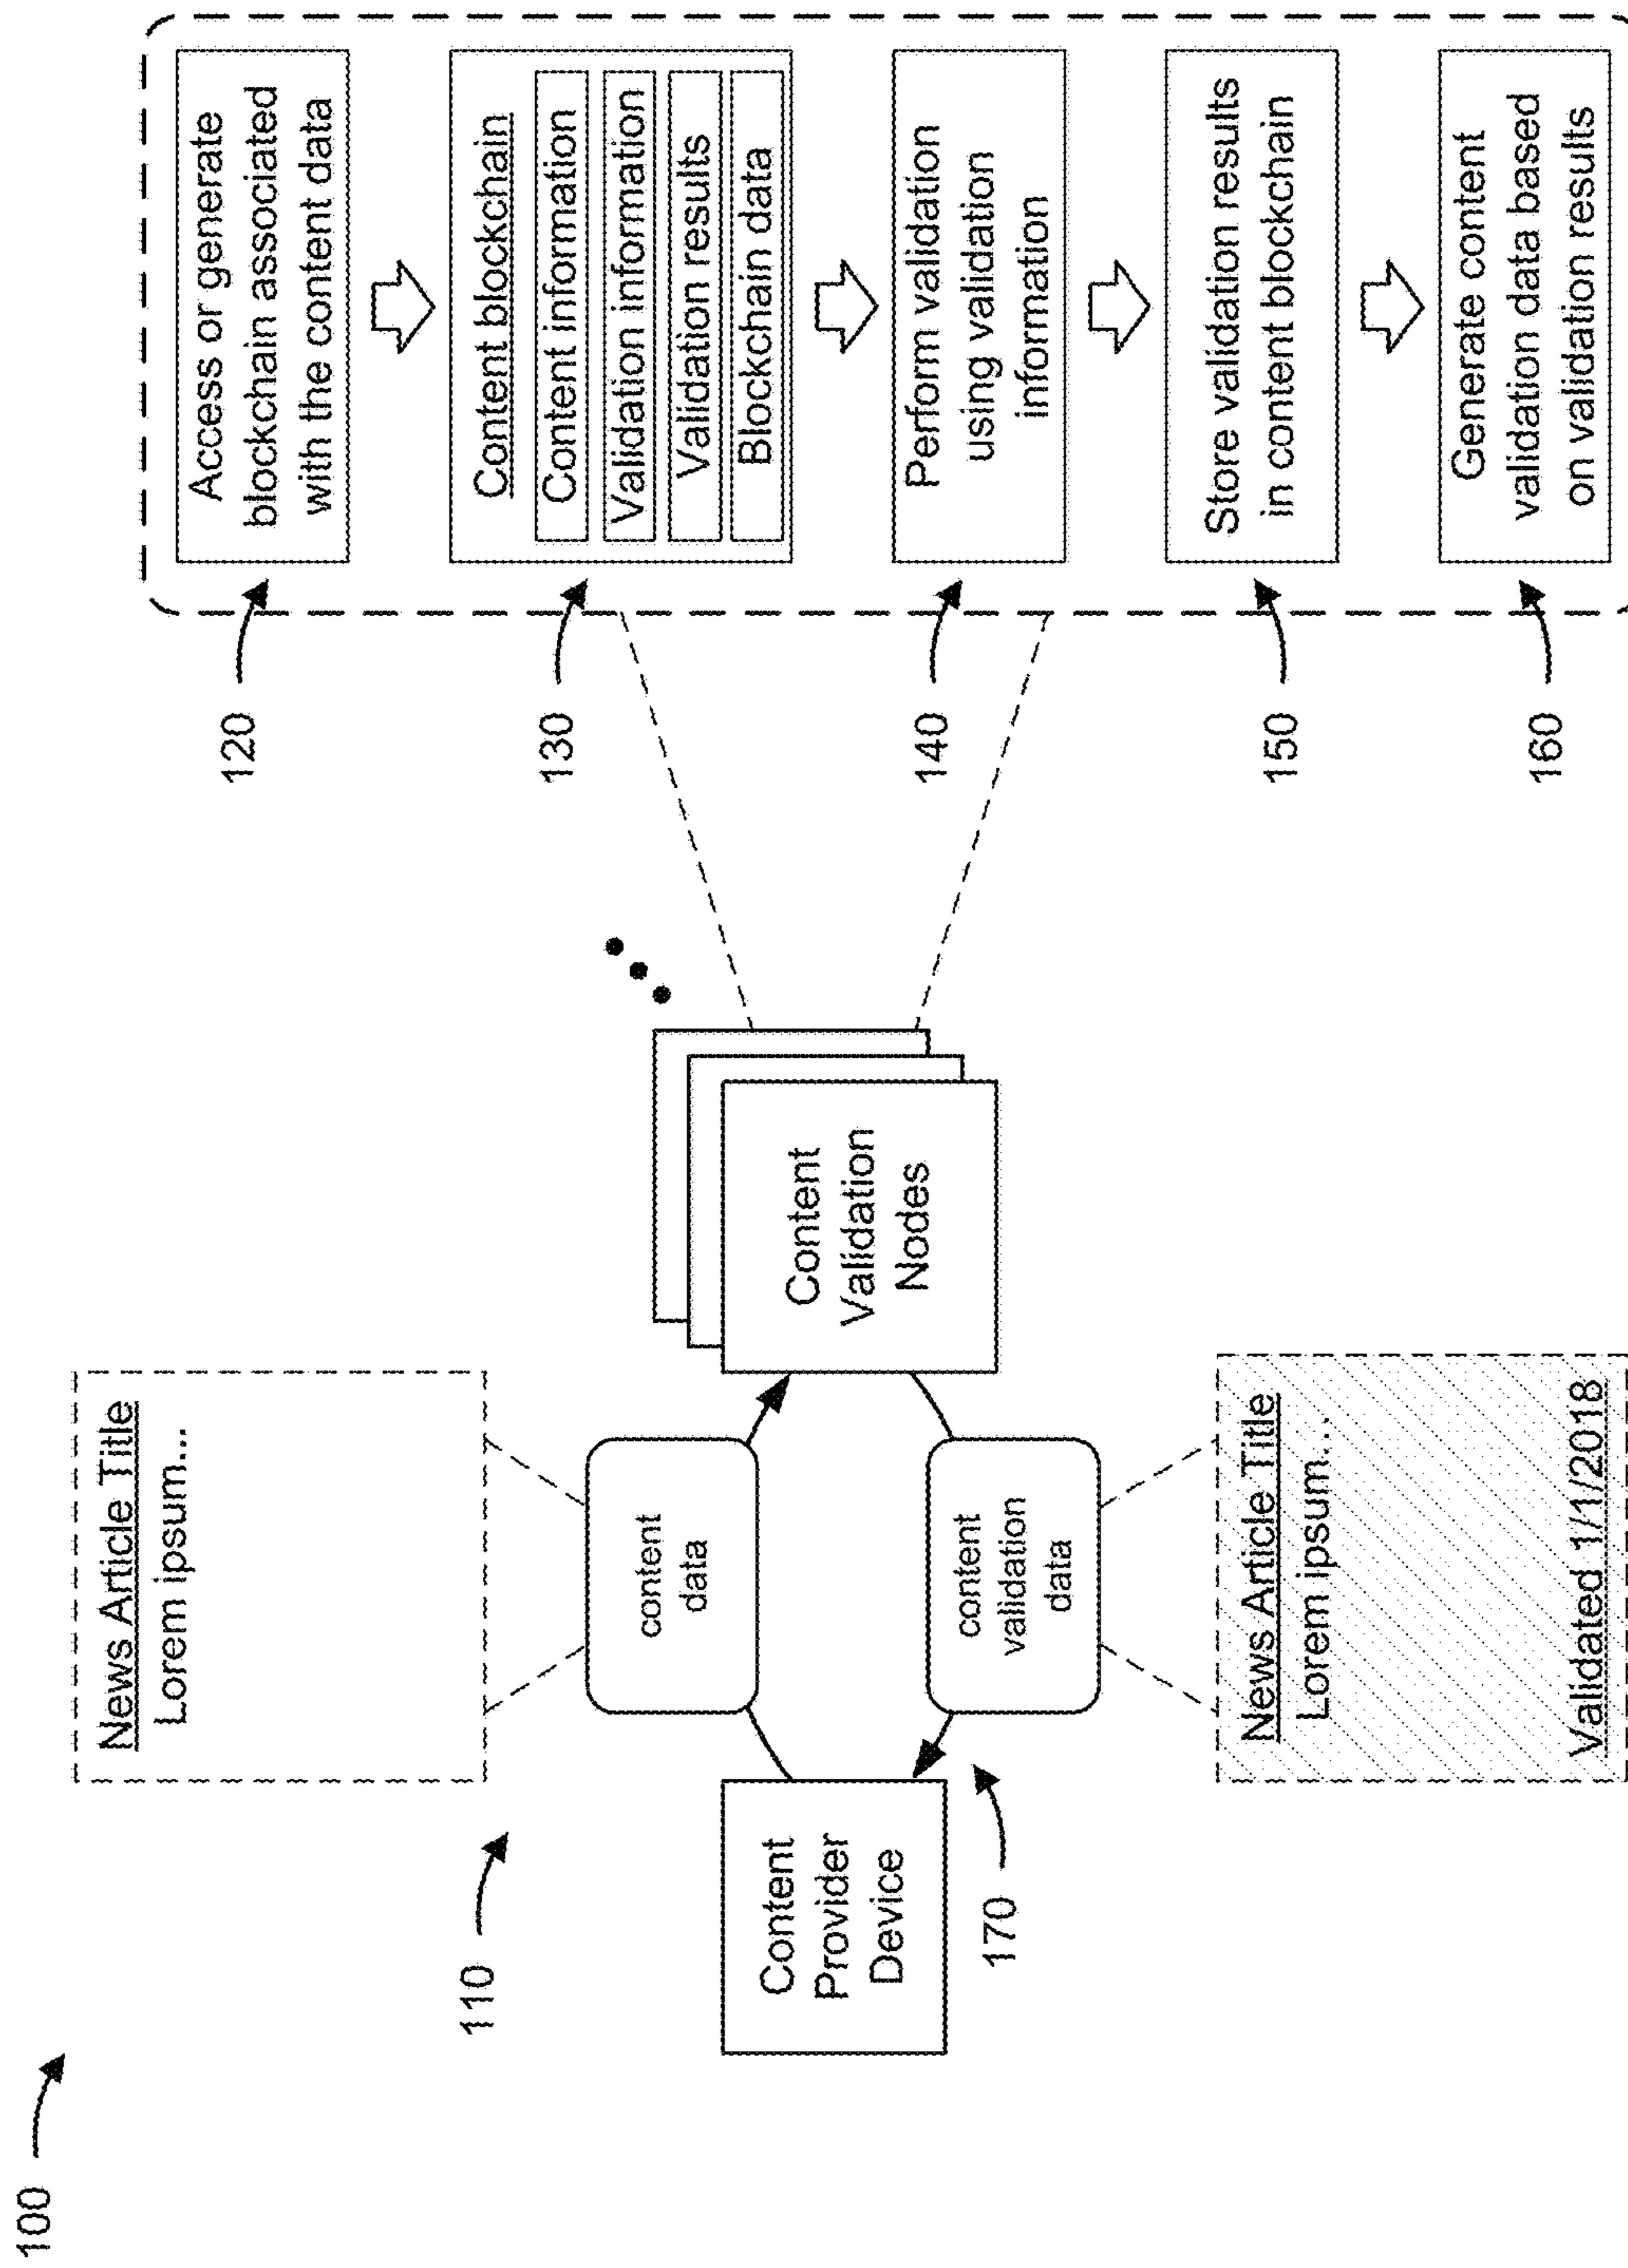 100
110
News Article Title
Lorem ipsum...
content
data
Content
Provider
Device
Content
Validation
Nodes
content
validation
data
170
News Article Title
Lorem ipsum...
Validated 1/1/2018
120
Access or generate
blockchain associated
with the content data
130
Content blockchain
Content information
Validation information
Validation results
Blockchain data
140
Perform validation
using validation
information
150
Store validation results
in content blockchain
160
Generate content
validation data based
on validation results